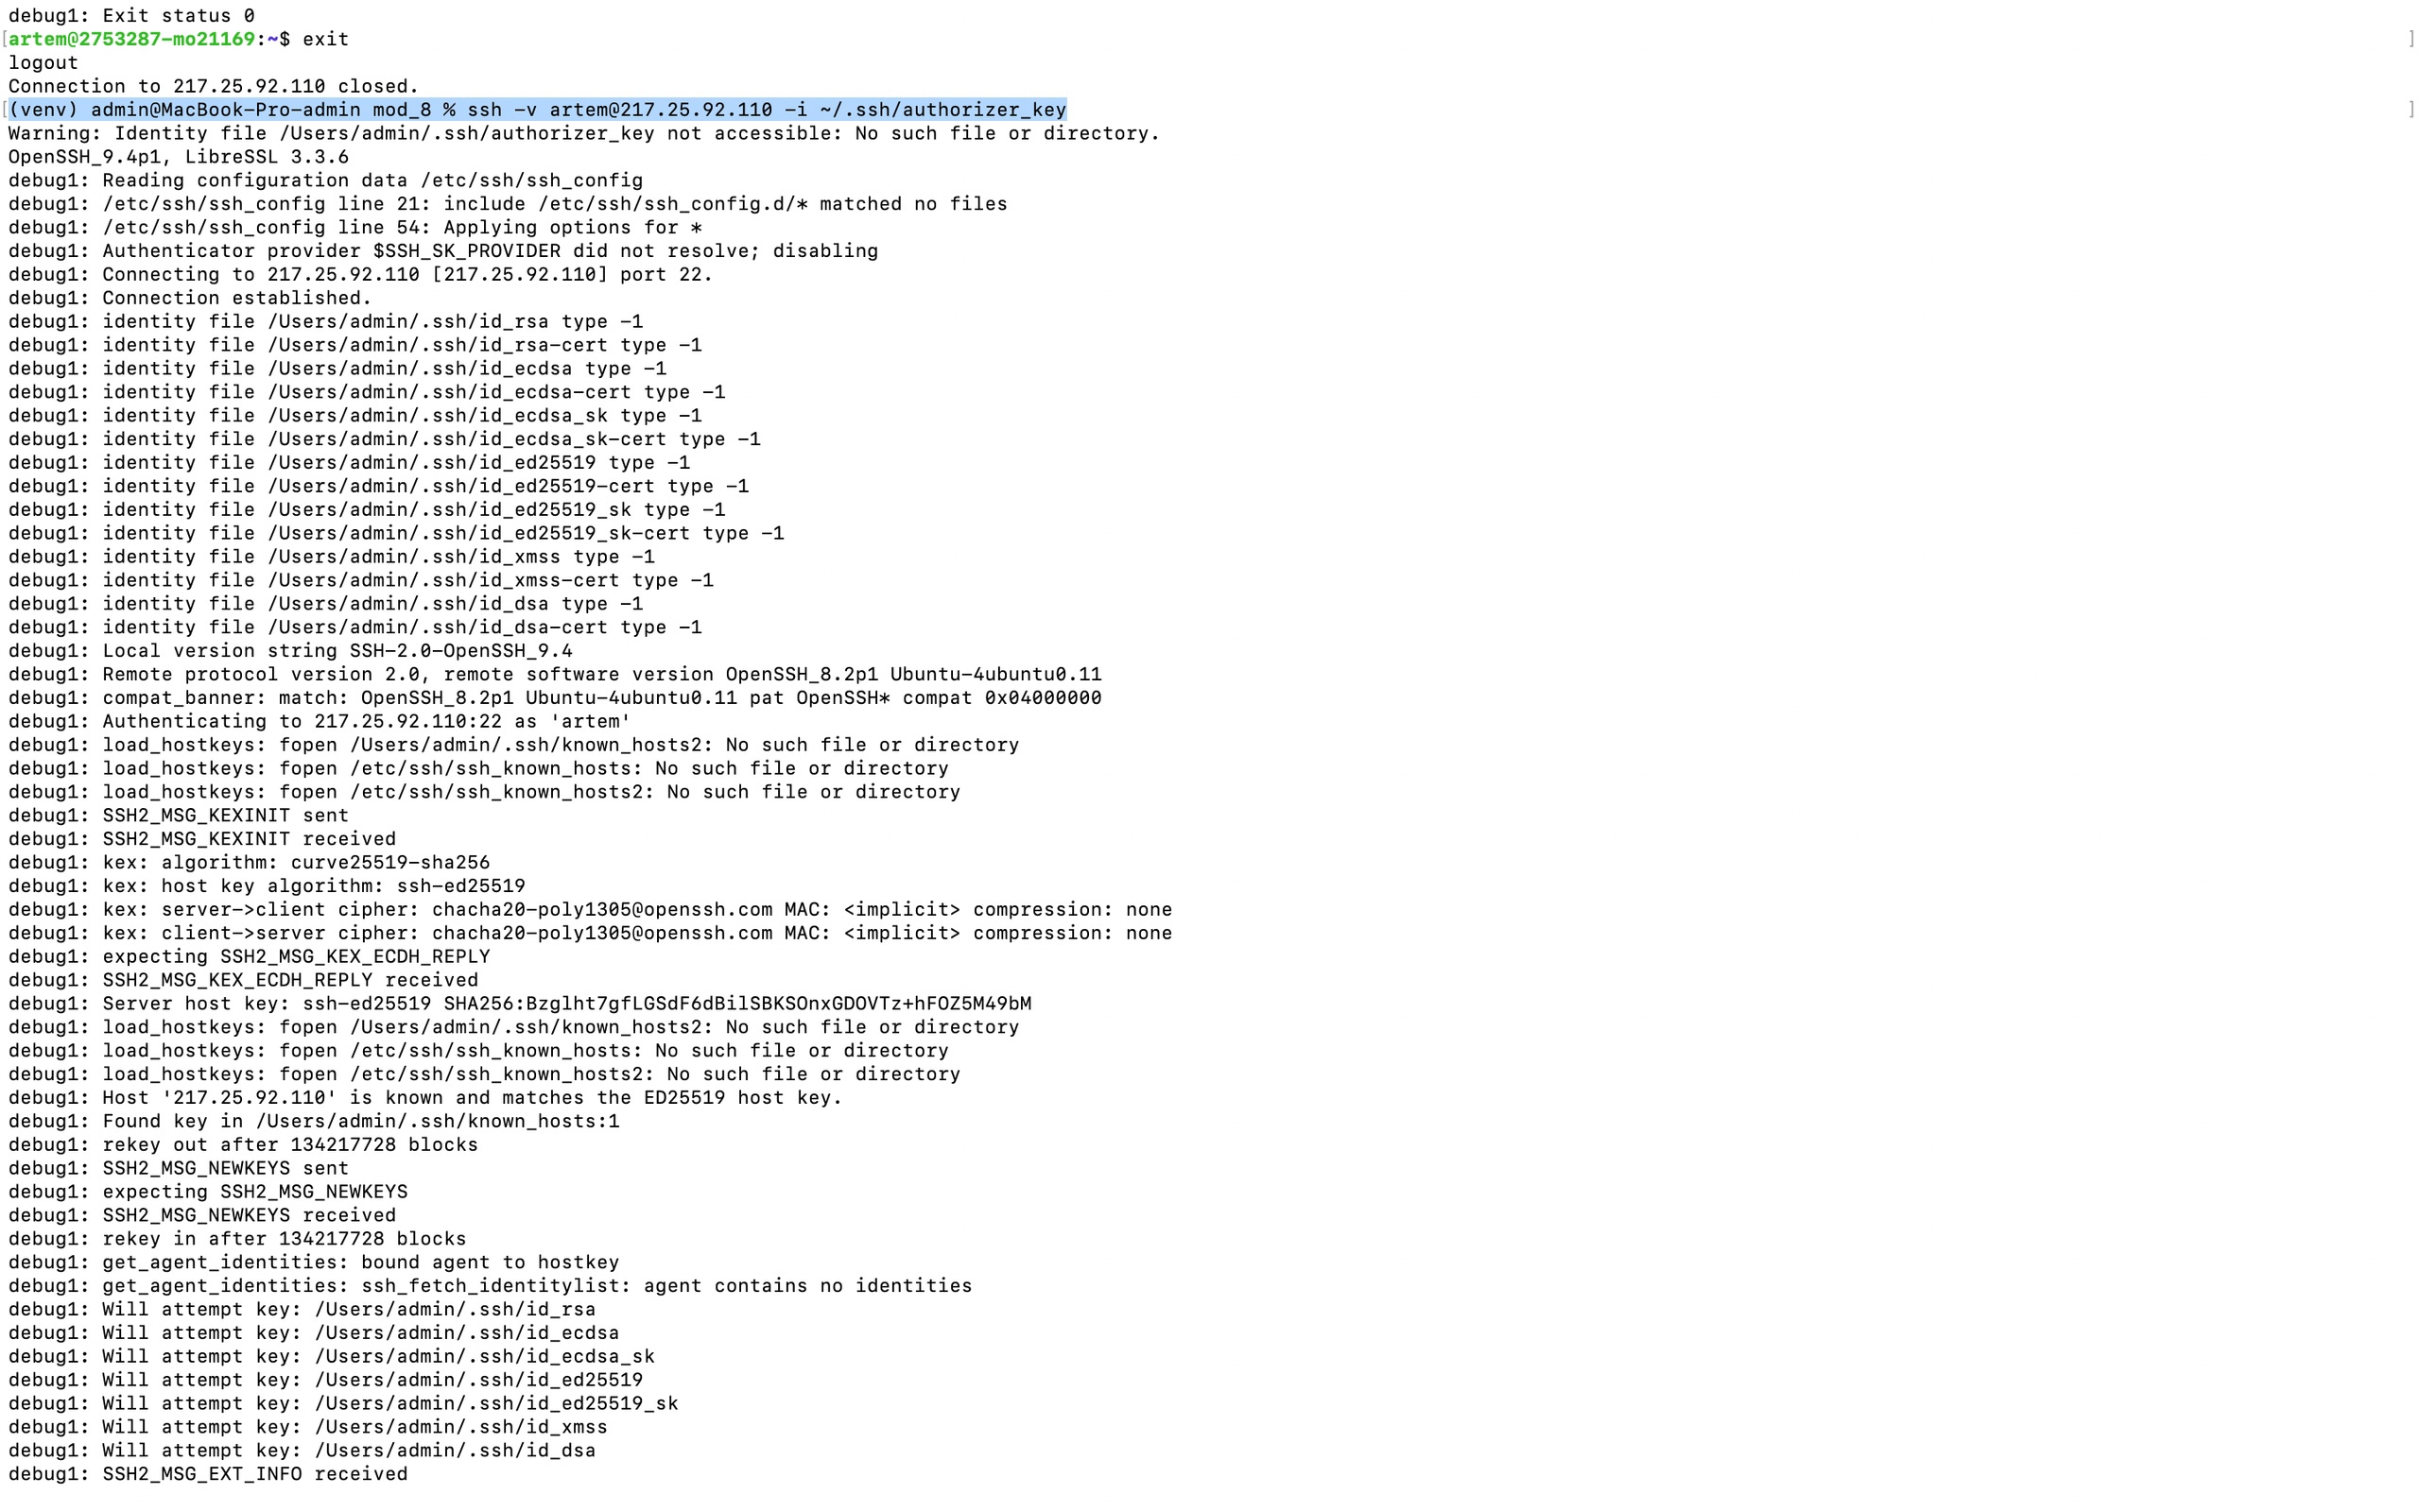 debug1: Exit status 0
[artem@2753287-mo21169:~$ exit ]
logout
Connection to 217.25.92.110 closed.
[(venv) admin@MacBook-Pro-admin mod_8 % ssh -v artem@217.25.92.110 -i ~/.ssh/authorizer_key ]
Warning: Identity file /Users/admin/.ssh/authorizer_key not accessible: No such file or directory.
OpenSSH_9.4p1, LibreSSL 3.3.6
debug1: Reading configuration data /etc/ssh/ssh_config
debug1: /etc/ssh/ssh_config line 21: include /etc/ssh/ssh_config.d/* matched no files
debug1: /etc/ssh/ssh_config line 54: Applying options for *
debug1: Authenticator provider $SSH_SK_PROVIDER did not resolve; disabling
debug1: Connecting to 217.25.92.110 [217.25.92.110] port 22.
debug1: Connection established.
debug1: identity file /Users/admin/.ssh/id_rsa type -1
debug1: identity file /Users/admin/.ssh/id_rsa-cert type -1
debug1: identity file /Users/admin/.ssh/id_ecdsa type -1
debug1: identity file /Users/admin/.ssh/id_ecdsa-cert type -1
debug1: identity file /Users/admin/.ssh/id_ecdsa_sk type -1
debug1: identity file /Users/admin/.ssh/id_ecdsa_sk-cert type -1
debug1: identity file /Users/admin/.ssh/id_ed25519 type -1
debug1: identity file /Users/admin/.ssh/id_ed25519-cert type -1
debug1: identity file /Users/admin/.ssh/id_ed25519_sk type -1
debug1: identity file /Users/admin/.ssh/id_ed25519_sk-cert type -1
debug1: identity file /Users/admin/.ssh/id_xmss type -1
debug1: identity file /Users/admin/.ssh/id_xmss-cert type -1
debug1: identity file /Users/admin/.ssh/id_dsa type -1
debug1: identity file /Users/admin/.ssh/id_dsa-cert type -1
debug1: Local version string SSH-2.0-OpenSSH_9.4
debug1: Remote protocol version 2.0, remote software version OpenSSH_8.2p1 Ubuntu-4ubuntu0.11
debug1: compat_banner: match: OpenSSH_8.2p1 Ubuntu-4ubuntu0.11 pat OpenSSH* compat 0x04000000
debug1: Authenticating to 217.25.92.110:22 as 'artem'
debug1: load_hostkeys: fopen /Users/admin/.ssh/known_hosts2: No such file or directory
debug1: load_hostkeys: fopen /etc/ssh/ssh_known_hosts: No such file or directory
debug1: load_hostkeys: fopen /etc/ssh/ssh_known_hosts2: No such file or directory
debug1: SSH2_MSG_KEXINIT sent
debug1: SSH2_MSG_KEXINIT received
debug1: kex: algorithm: curve25519-sha256
debug1: kex: host key algorithm: ssh-ed25519
debug1: kex: server->client cipher: chacha20-poly1305@openssh.com MAC: <implicit> compression: none
debug1: kex: client->server cipher: chacha20-poly1305@openssh.com MAC: <implicit> compression: none
debug1: expecting SSH2_MSG_KEX_ECDH_REPLY
debug1: SSH2_MSG_KEX_ECDH_REPLY received
debug1: Server host key: ssh-ed25519 SHA256:Bzglht7gfLGSdF6dBilSBKSOnxGDOVTz+hFOZ5M49bM
debug1: load_hostkeys: fopen /Users/admin/.ssh/known_hosts2: No such file or directory
debug1: load_hostkeys: fopen /etc/ssh/ssh_known_hosts: No such file or directory
debug1: load_hostkeys: fopen /etc/ssh/ssh_known_hosts2: No such file or directory
debug1: Host '217.25.92.110' is known and matches the ED25519 host key.
debug1: Found key in /Users/admin/.ssh/known_hosts:1
debug1: rekey out after 134217728 blocks
debug1: SSH2_MSG_NEWKEYS sent
debug1: expecting SSH2_MSG_NEWKEYS
debug1: SSH2_MSG_NEWKEYS received
debug1: rekey in after 134217728 blocks
debug1: get_agent_identities: bound agent to hostkey
debug1: get_agent_identities: ssh_fetch_identitylist: agent contains no identities
debug1: Will attempt key: /Users/admin/.ssh/id_rsa
debug1: Will attempt key: /Users/admin/.ssh/id_ecdsa
debug1: Will attempt key: /Users/admin/.ssh/id_ecdsa_sk
debug1: Will attempt key: /Users/admin/.ssh/id_ed25519
debug1: Will attempt key: /Users/admin/.ssh/id_ed25519_sk
debug1: Will attempt key: /Users/admin/.ssh/id_xmss
debug1: Will attempt key: /Users/admin/.ssh/id_dsa
debug1: SSH2_MSG_EXT_INFO received